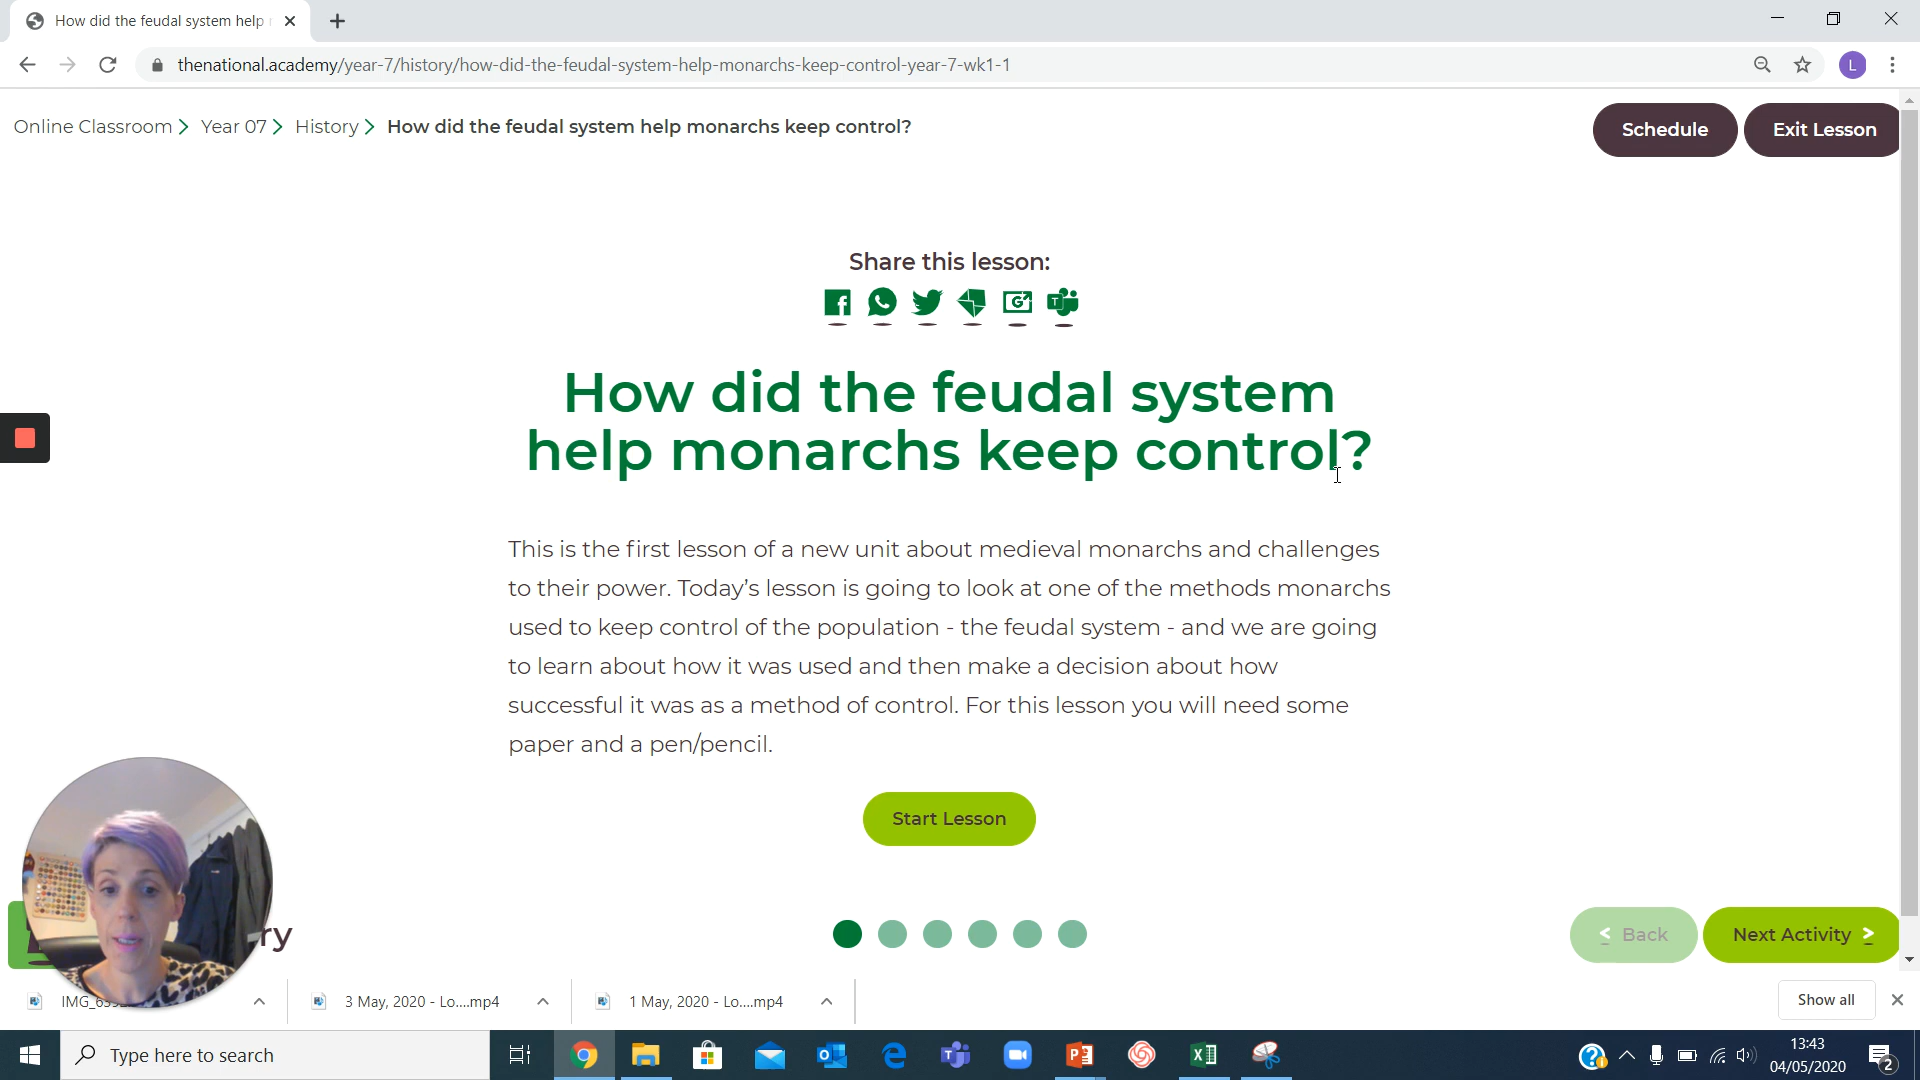 How did the feudal system help
thenational.academy/year-7/history/how-did-the-feudal-system-help-monarchs-keep-control-year-7-wk1-1
L
Online Classroom > Year 07 > History > How did the feudal system help monarchs keep control?
Schedule
Exit Lesson
Share this lesson:
How did the feudal system
help monarchs keep control?
This is the first lesson of a new unit about medieval monarchs and challenges
to their power. Today’s lesson is going to look at one of the methods monarchs
used to keep control of the population - the feudal system - and we are going
to learn about how it was used and then make a decision about how
successful it was as a method of control. For this lesson you will need some
paper and a pen/pencil.
Start Lesson
ry
< Back
Next Activity >
3 May, 2020 - Lo....mp4
1 May, 2020 - Lo....mp4
Show all
Type here to search
13:43
04/05/2020
2